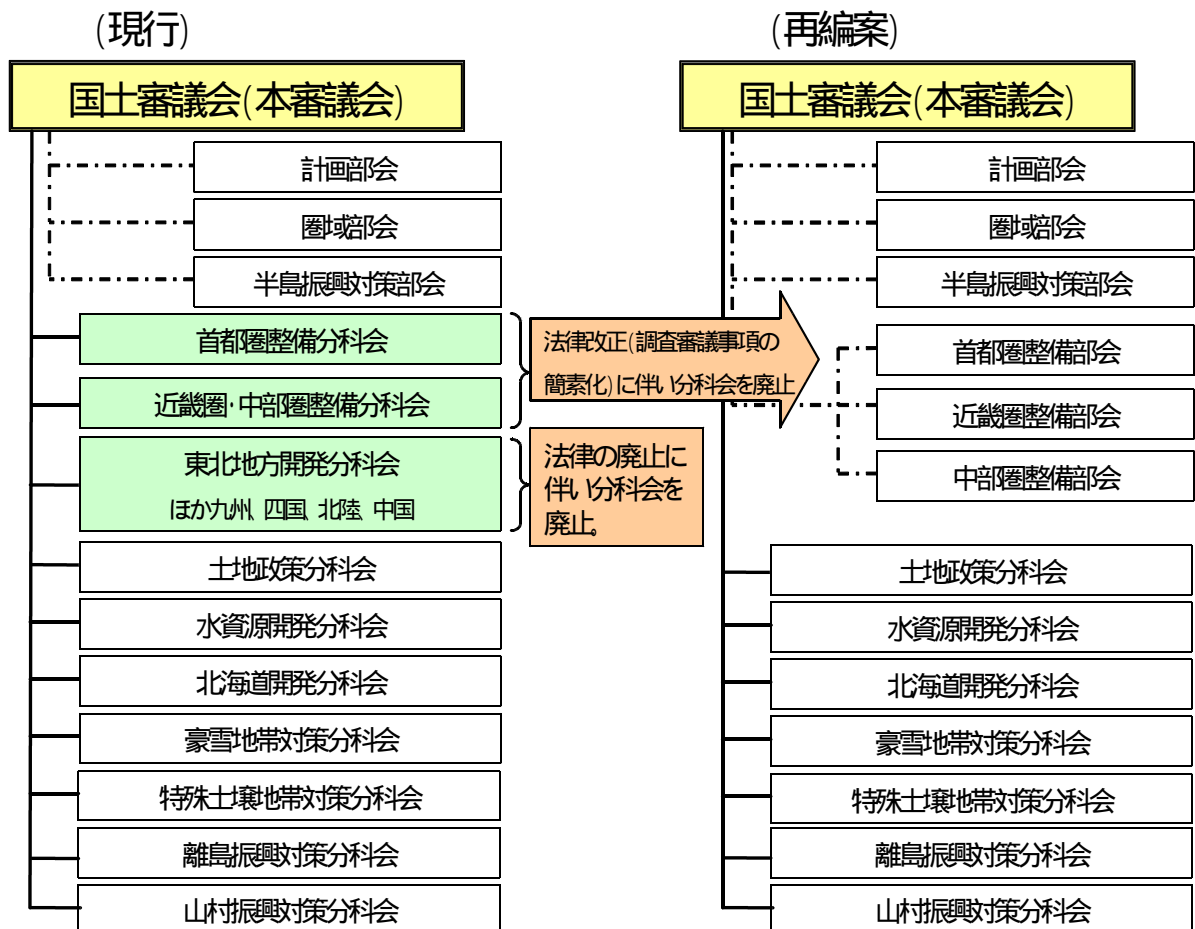 (現行)
国土審議会(本審議会)
計画部会
圏域部会
半島振興対策部会
首都圏整備分科会
近畿圏・中部圏整備分科会
東北地方開発分科会
ほか九州、四国、北陸、中国
土地政策分科会
水資源開発分科会
北海道開発分科会
豪雪地帯対策分科会
特殊土壌地帯対策分科会
離島振興対策分科会
山村振興対策分科会
法律改正(調査審議事項の
簡素化)に伴い分科会を廃止
法律の廃止に
伴い分科会を
廃止。
(再編案)
国土審議会(本審議会)
計画部会
圏域部会
半島振興対策部会
首都圏整備部会
近畿圏整備部会
中部圏整備部会
土地政策分科会
水資源開発分科会
北海道開発分科会
豪雪地帯対策分科会
特殊土壌地帯対策分科会
離島振興対策分科会
山村振興対策分科会